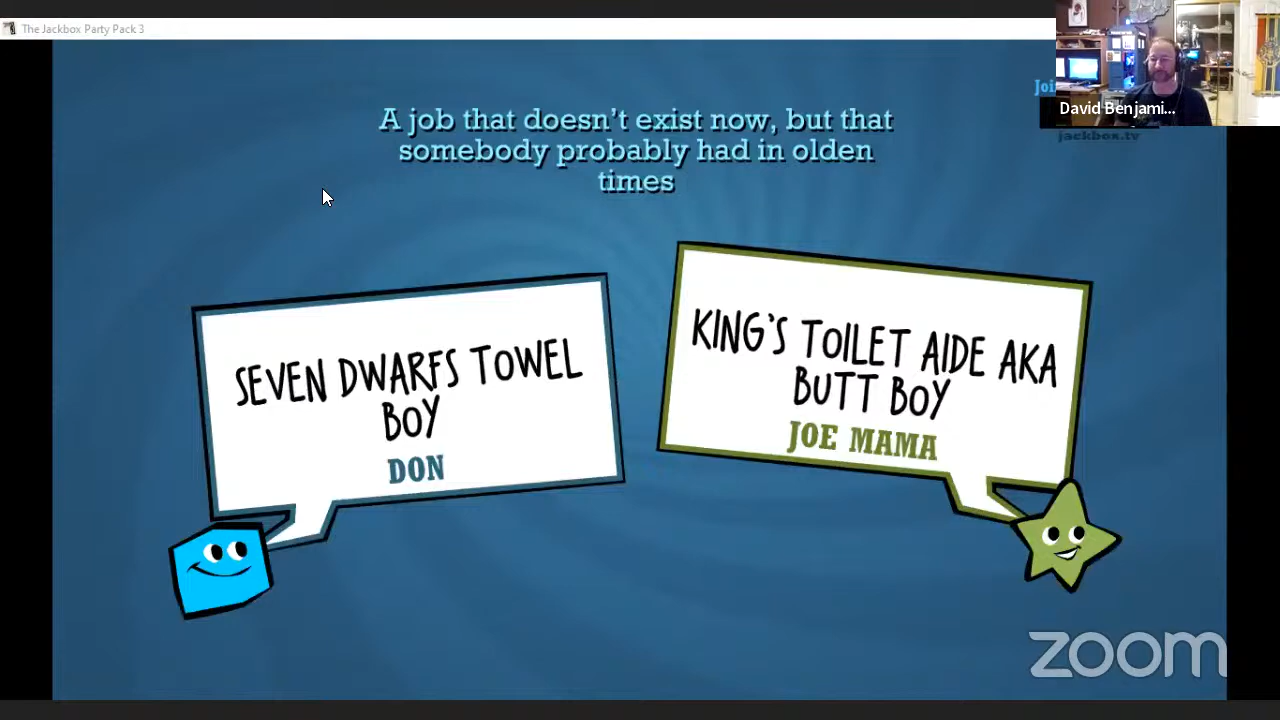 The Jackbox Party Pack 3
A job that doesn't exist now, but that
somebody probably had in olden
times
Joi
David Benjami...
jackbox.tv
SEVEN DWARFS TOWEL
BOY
DON
KING'S TOILET AIDE AKA
BUTT BOY
JOE MAMA
zoom